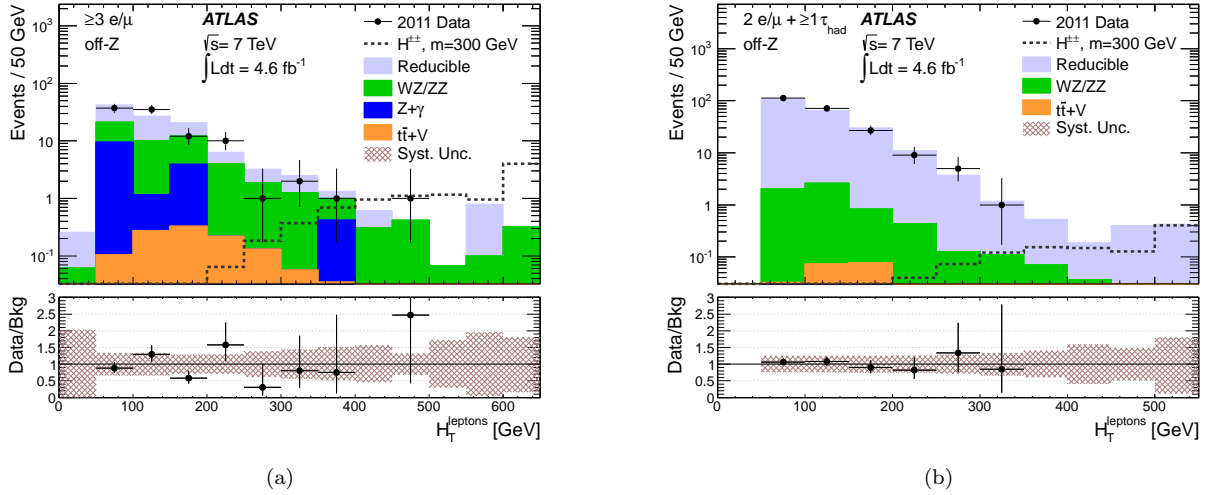 ≥3 e/μ ATLAS
off-Z
√s= 7 TeV
∫Ldt = 4.6 fb⁻¹
2011 Data
H±±, m=300 GeV
Reducible
WZ/ZZ
Z+γ
tt̄+V
Syst. Unc.
Events / 50 GeV
10³
10²
10
1
10⁻¹
Data/Bkg
3
2.5
2
1.5
1
0.5
0
0 100 200 300 400 500 600
H_T^leptons [GeV]
(a)
2 e/μ + ≥1 τ_had ATLAS
off-Z
√s= 7 TeV
∫Ldt = 4.6 fb⁻¹
2011 Data
H±±, m=300 GeV
Reducible
WZ/ZZ
tt̄+V
Syst. Unc.
Events / 50 GeV
10³
10²
10
1
10⁻¹
Data/Bkg
3
2.5
2
1.5
1
0.5
0
0 100 200 300 400 500
H_T^leptons [GeV]
(b)